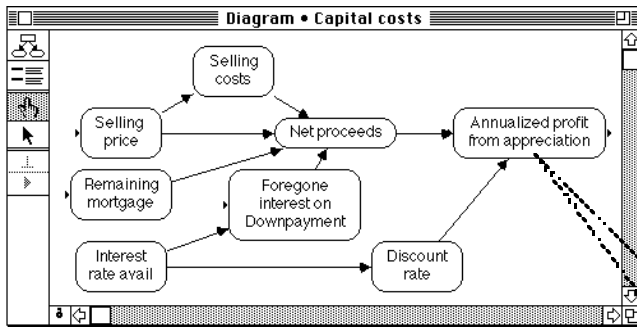 Diagram • Capital costs
Selling
costs
Selling
price
Net proceeds
Annualized profit
from appreciation
Remaining
mortgage
Foregone
interest on
Downpayment
Interest
rate avail
Discount
rate